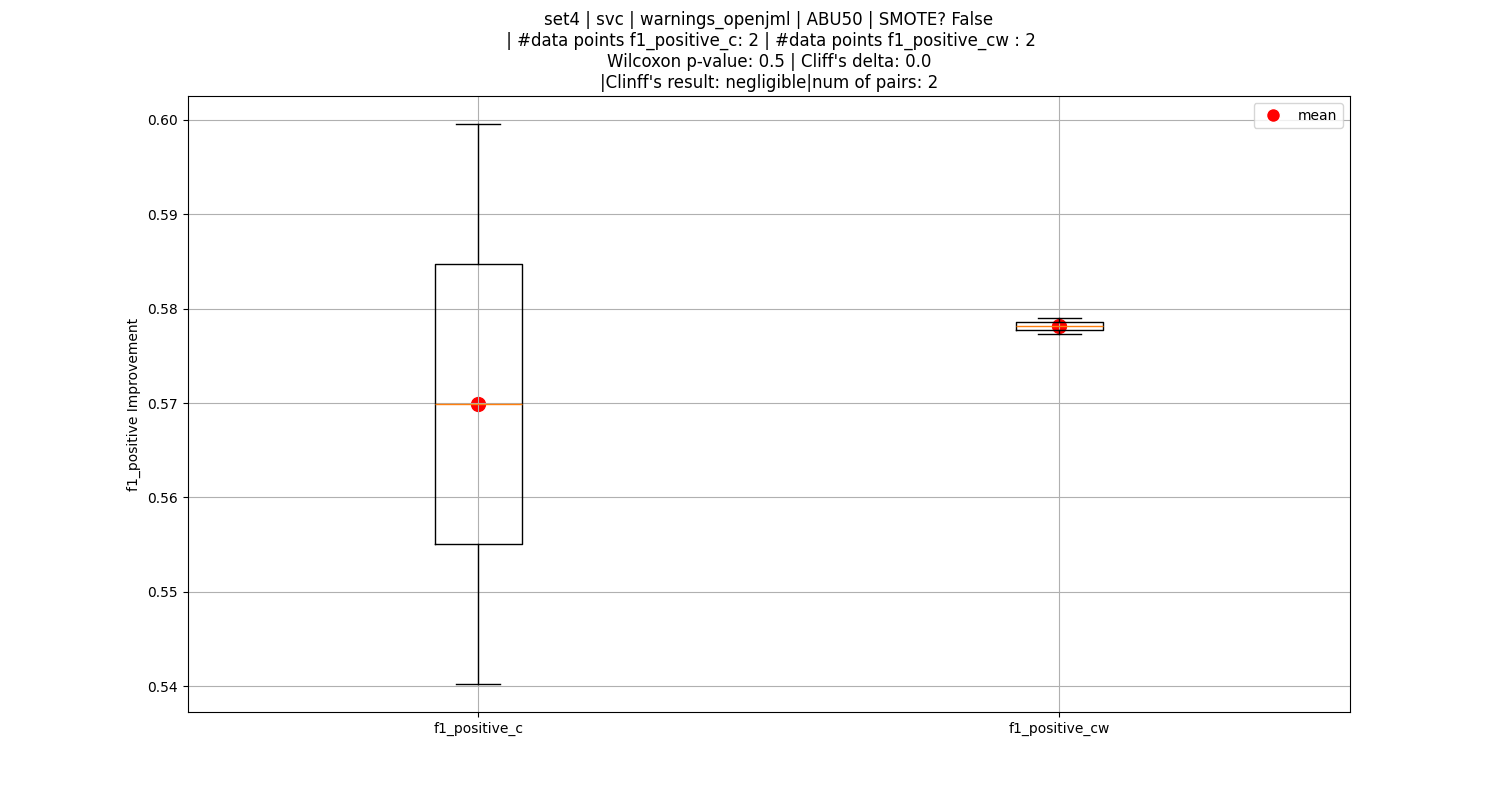 set4 | svc | warnings_openjml | ABU50 | SMOTE? False
| #data points f1_positive_c: 2 | #data points f1_positive_cw : 2
Wilcoxon p-value: 0.5 | Cliff's delta: 0.0
|Clinff's result: negligible|num of pairs: 2
mean
0.60
0.59
0.58
0.57
0.56
0.55
0.54
f1_positive Improvement
f1_positive_c
f1_positive_cw